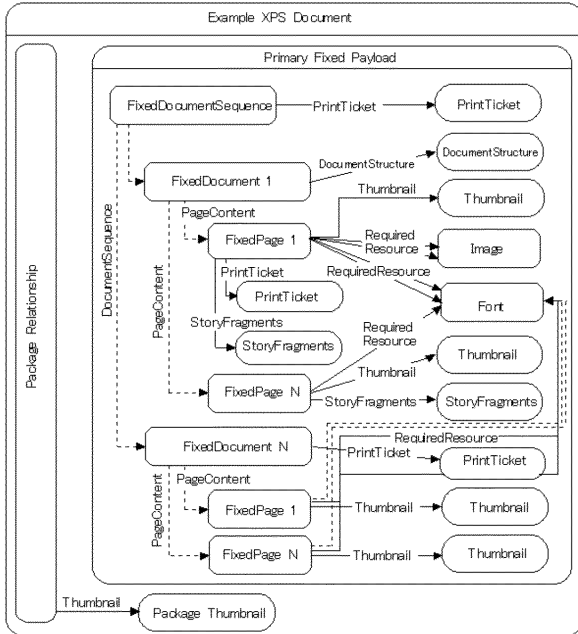 Example XPS Document
Primary Fixed Payload
FixedDocumentSequence
PrintTicket
PrintTicket
DocumentStructure
DocumentStructure
FixedDocument 1
Thumbnail
Thumbnail
PageContent
FixedPage 1
Required
Resource
Image
DocumentSequence
PrintTicket
RequiredResource
PrintTicket
Font
Package Relationship
PageContent
StoryFragments
Required
Resource
StoryFragments
Thumbnail
Thumbnail
FixedPage N
StoryFragments
StoryFragments
FixedDocument N
RequiredResource
PrintTicket
PrintTicket
PageContent
PageContent
FixedPage 1
Thumbnail
Thumbnail
FixedPage N
Thumbnail
Thumbnail
Thumbnail
Package Thumbnail